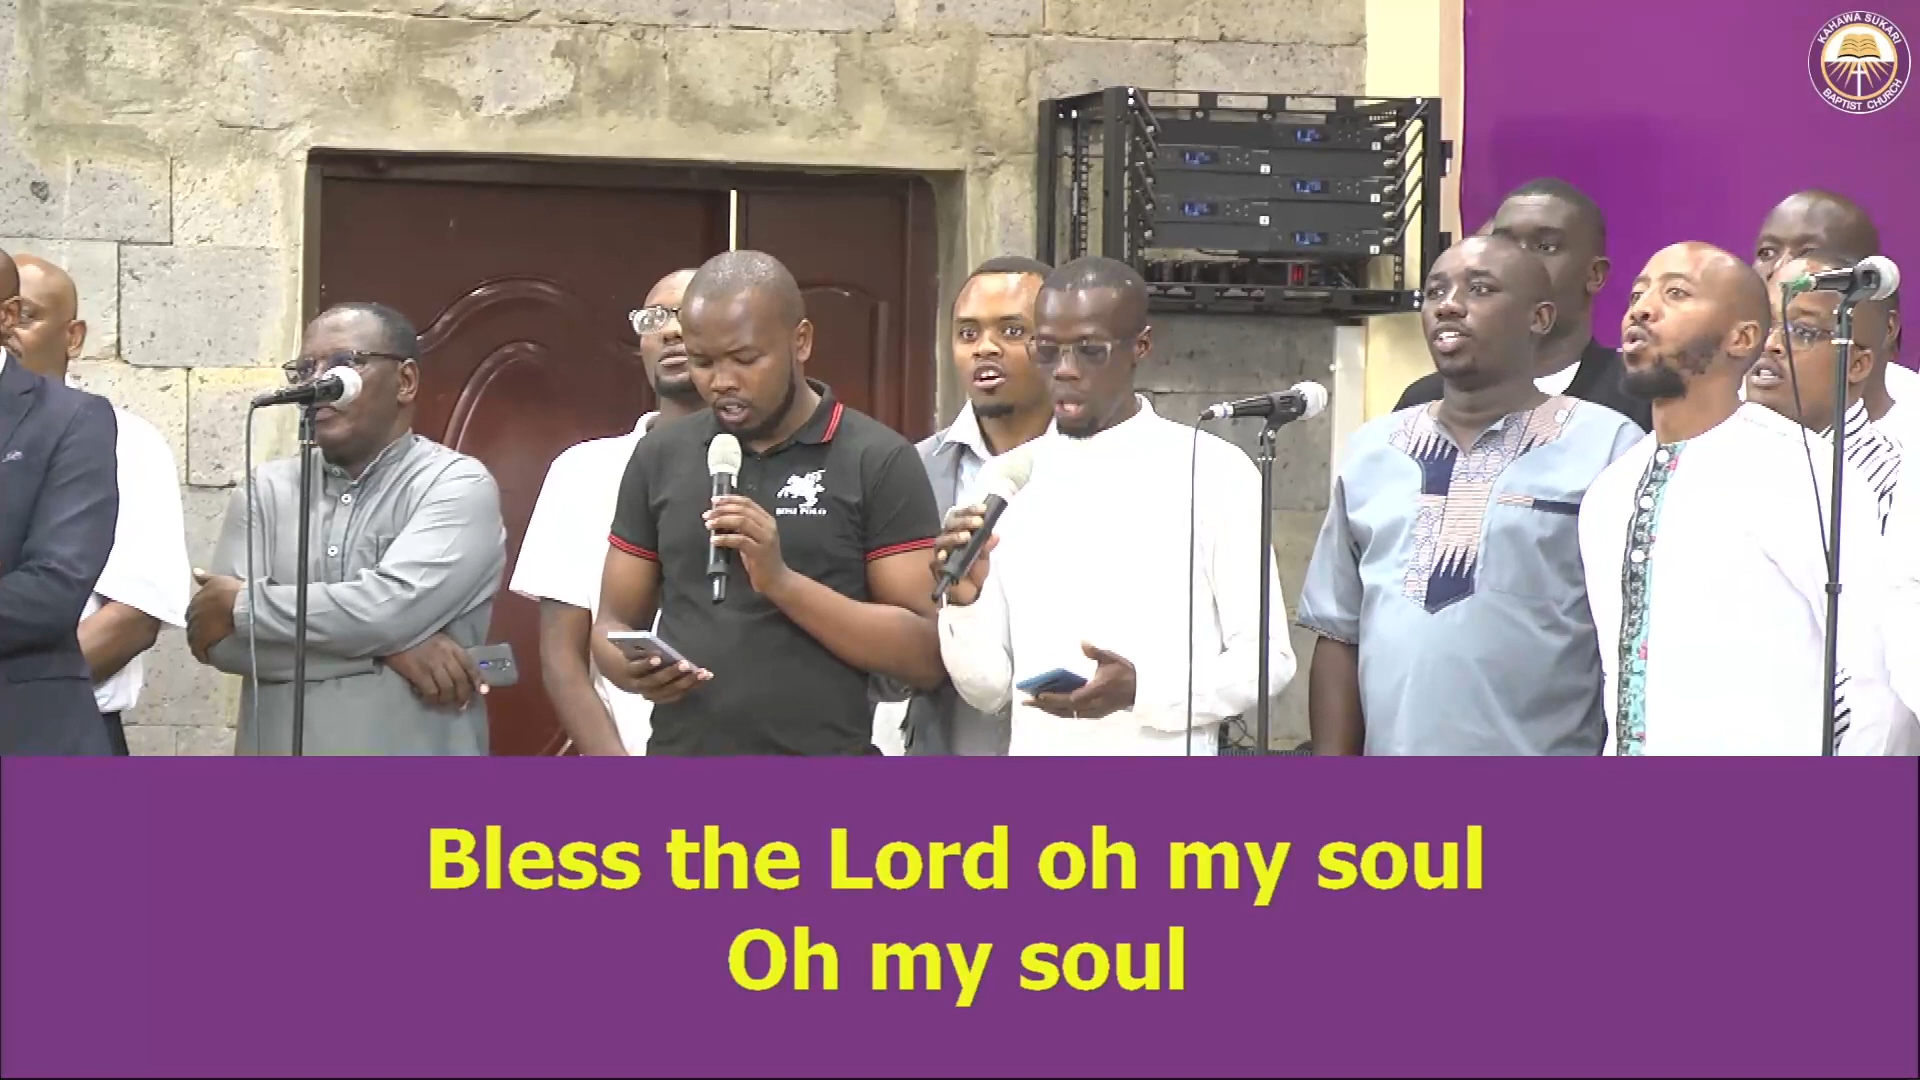 KAHAWA SUKARI
BAPTIST CHURCH
Bless the Lord oh my soul
Oh my soul